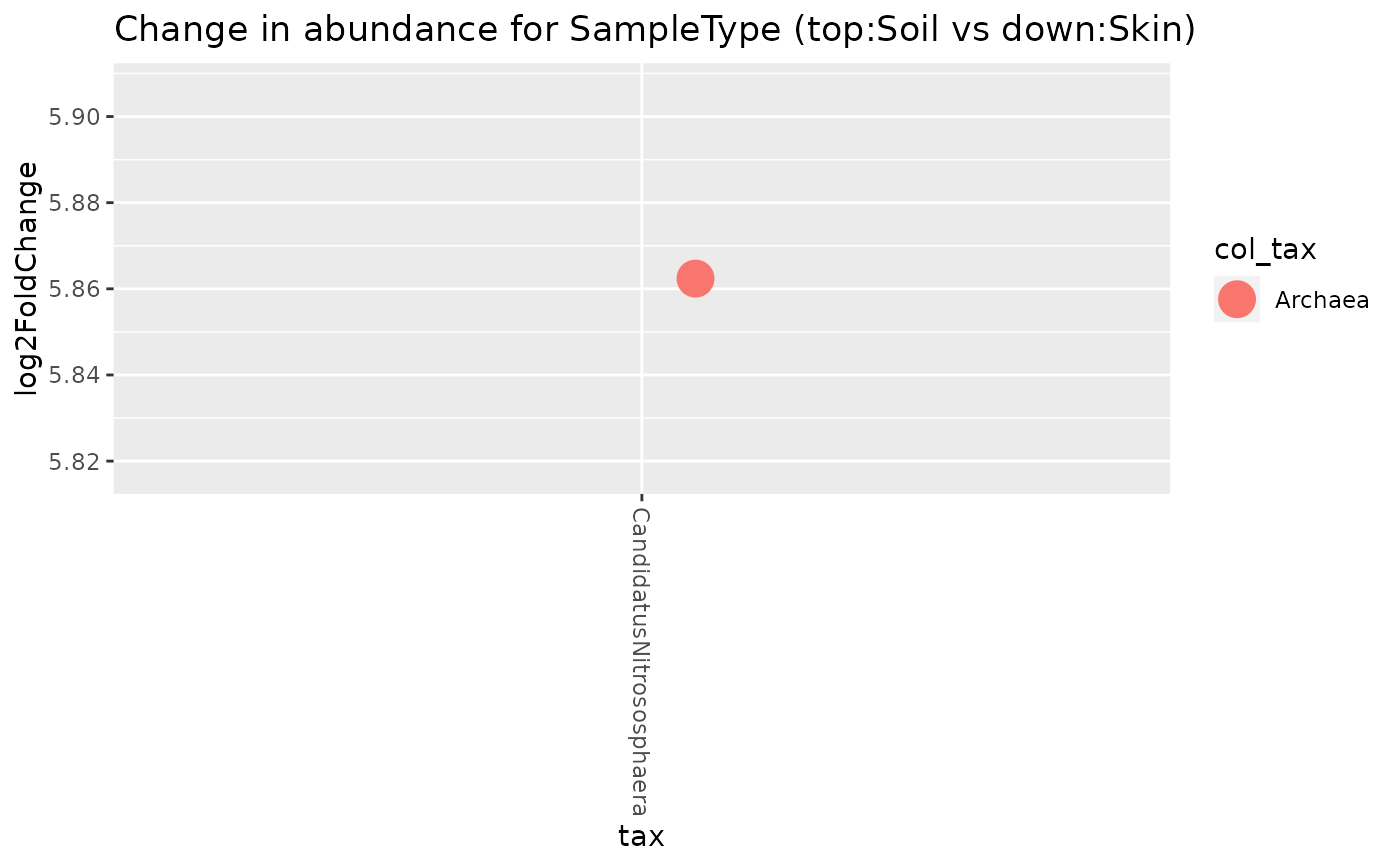 Change in abundance for SampleType (top:Soil vs down:Skin)
log2FoldChange
5.90
5.88
5.86
5.84
5.82
CandidatusNitrososphaera
tax
col_tax
Archaea